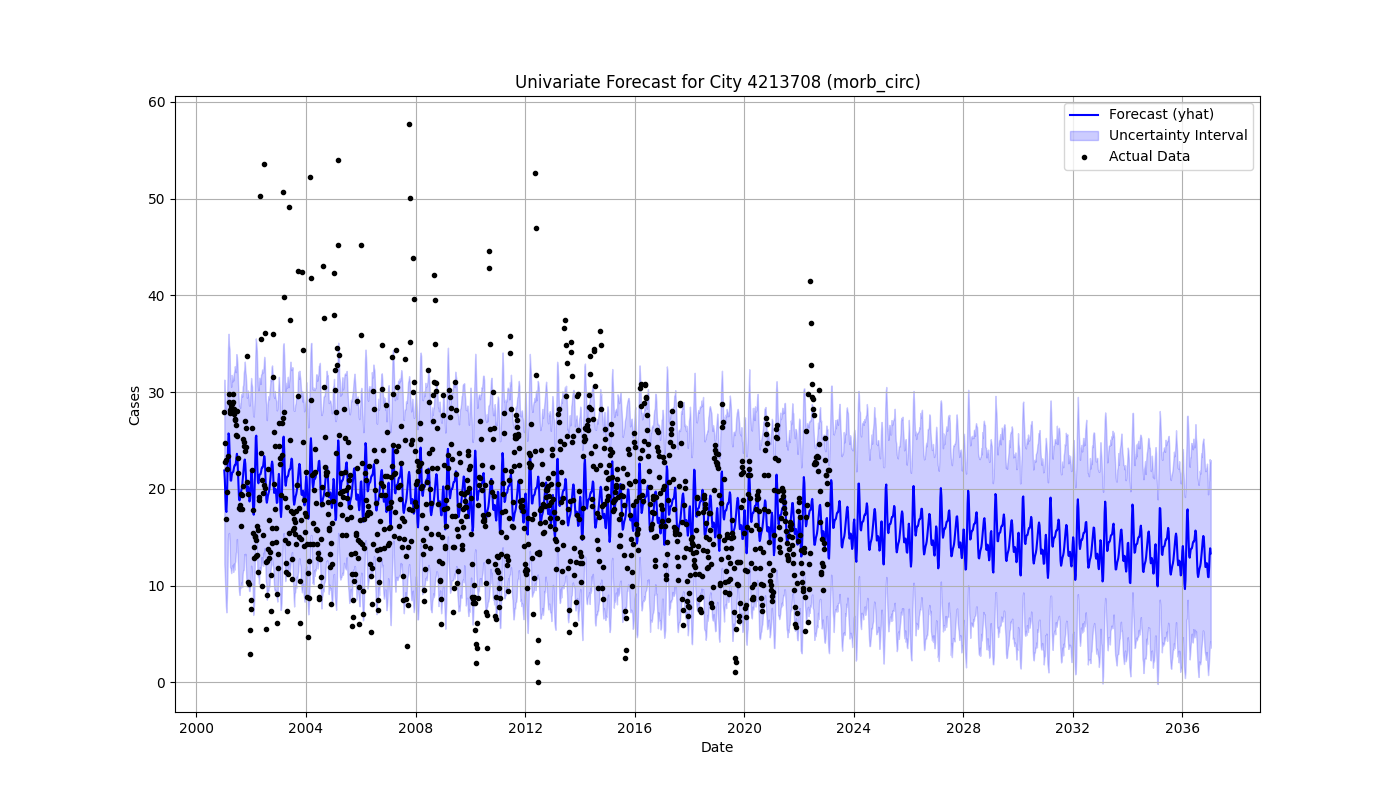 Univariate Forecast for City 4213708 (morb_circ)
Forecast (yhat)
Uncertainty Interval
Actual Data
Cases
60
50
40
30
20
10
0
2000 2004 2008 2012 2016 2020 2024 2028 2032 2036
Date